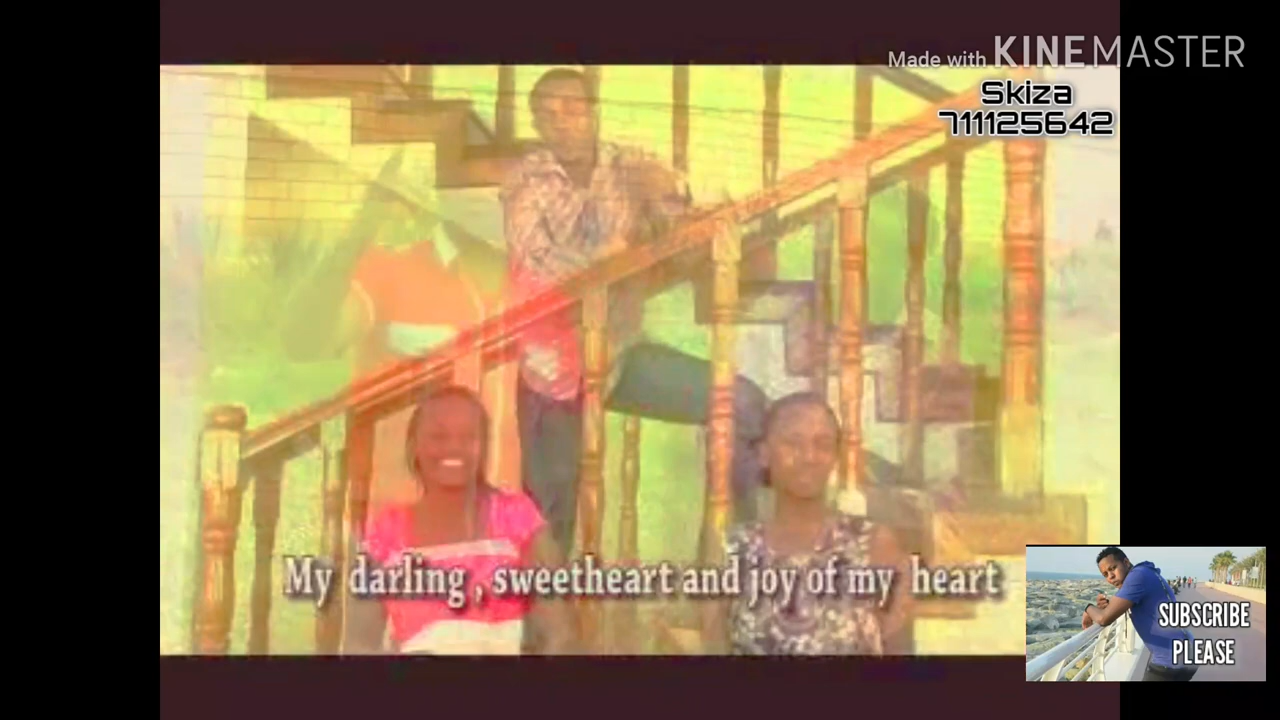 Made with KINEMASTER
Skiza
711125642
My darling , sweetheart and joy of my heart
SUBSCRIBE
PLEASE